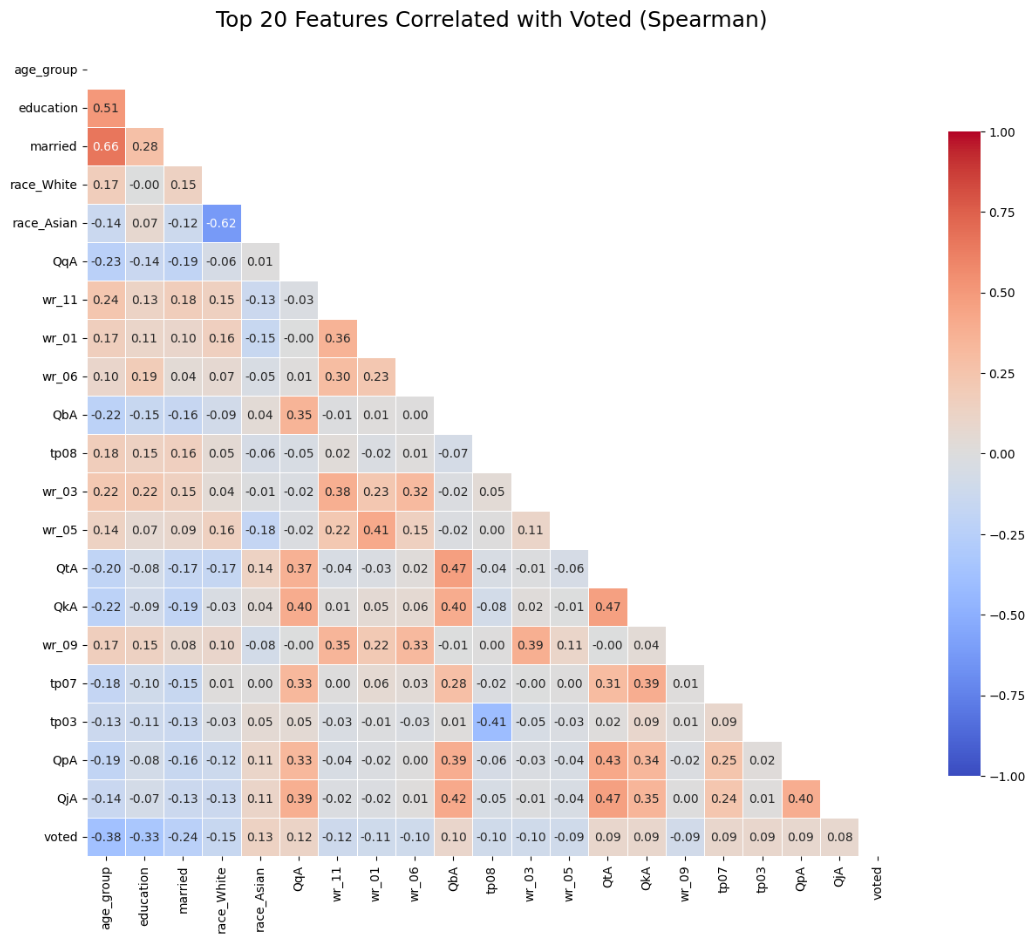 Top 20 Features Correlated with Voted (Spearman)
age_group
education 0.51
married 0.66 0.28
race_White 0.17 -0.00 0.15
race_Asian -0.14 0.07 -0.12 -0.62
QqA -0.23 -0.14 -0.19 -0.06 0.01
wr_11 0.24 0.13 0.18 0.15 -0.13 -0.03
wr_01 0.17 0.11 0.10 0.16 -0.15 -0.00 0.36
wr_06 0.10 0.19 0.04 0.07 -0.05 0.01 0.30 0.23
QbA -0.22 -0.15 -0.16 -0.09 0.04 0.35 -0.01 0.01 0.00
tp08 0.18 0.15 0.16 0.05 -0.06 -0.05 0.02 -0.02 0.01 -0.07
wr_03 0.22 0.22 0.15 0.04 -0.01 -0.02 0.38 0.23 0.32 -0.02 0.05
wr_05 0.14 0.07 0.09 0.16 -0.18 -0.02 0.22 0.41 0.15 -0.02 0.00 0.11
QtA -0.20 -0.08 -0.17 -0.17 0.14 0.37 -0.04 -0.03 0.02 0.47 -0.04 -0.01 -0.06
QkA -0.22 -0.09 -0.19 -0.03 0.04 0.40 0.01 0.05 0.06 0.40 -0.08 0.02 -0.01 0.47
wr_09 0.17 0.15 0.08 0.10 -0.08 -0.00 0.35 0.22 0.33 -0.01 0.00 0.39 0.11 -0.00 0.04
tp07 -0.18 -0.10 -0.15 0.01 0.00 0.33 0.00 0.06 0.03 0.28 -0.02 -0.00 0.00 0.31 0.39 0.01
tp03 -0.13 -0.11 -0.13 -0.03 0.05 0.05 -0.03 -0.01 -0.03 0.01 -0.41 -0.05 -0.03 0.02 0.09 0.01 0.09
QpA -0.19 -0.08 -0.16 -0.12 0.11 0.33 -0.04 -0.02 0.00 0.39 -0.06 -0.03 -0.04 0.43 0.34 -0.02 0.25 0.02
QjA -0.14 -0.07 -0.13 -0.13 0.11 0.39 -0.02 -0.02 0.01 0.42 -0.05 -0.01 -0.04 0.47 0.35 0.00 0.24 0.01 0.40
voted -0.38 -0.33 -0.24 -0.15 0.13 0.12 -0.12 -0.11 -0.10 0.10 -0.10 -0.10 -0.09 0.09 0.09 -0.09 0.09 0.09 0.09 0.08
age_group education married race_White race_Asian QqA wr_11 wr_01 wr_06 QbA tp08 wr_03 wr_05 QtA QkA wr_09 tp07 tp03 QpA QjA voted
1.00
0.75
0.50
0.25
0.00
−0.25
−0.50
−0.75
−1.00